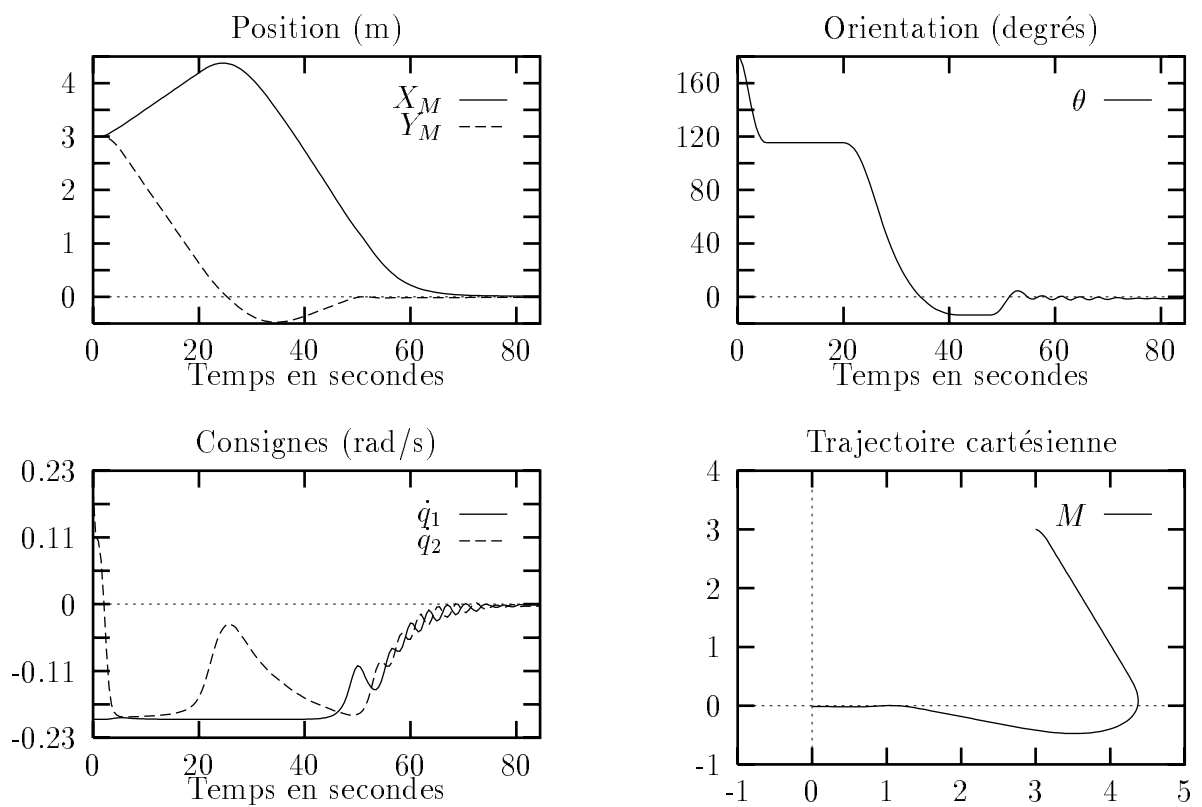 Position (m)
4
3
2
1
0
X_M
Y_M
0 20 40 60 80
Temps en secondes
Orientation (degrés)
160
120
80
40
0
θ
0 20 40 60 80
Temps en secondes
Consignes (rad/s)
0.23
0.11
0
-0.11
-0.23
q̇1
q̇2
0 20 40 60 80
Temps en secondes
Trajectoire cartésienne
4
3
2
1
0
-1
M
-1 0 1 2 3 4 5